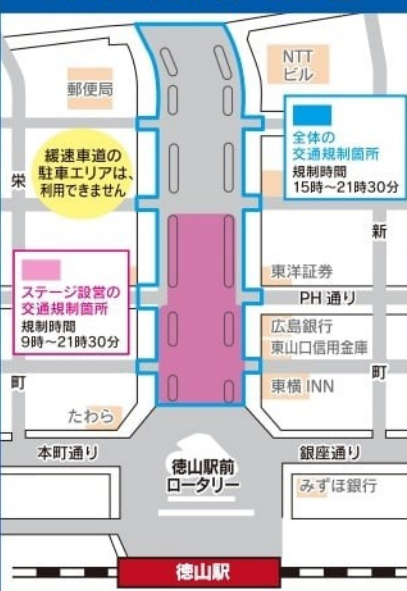 NTT
ビル
郵便局
全体の
交通規制箇所
規制時間
15時～21時30分
緩速車道の
駐車エリアは、
利用できません
栄
新
ステージ設営の
交通規制箇所
規制時間
9時～21時30分
東洋証券
PH 通り
広島銀行
東山口信用金庫
町
町
東横 INN
たわら
本町通り
徳山駅前
ロータリー
銀座通り
みずほ銀行
徳山駅